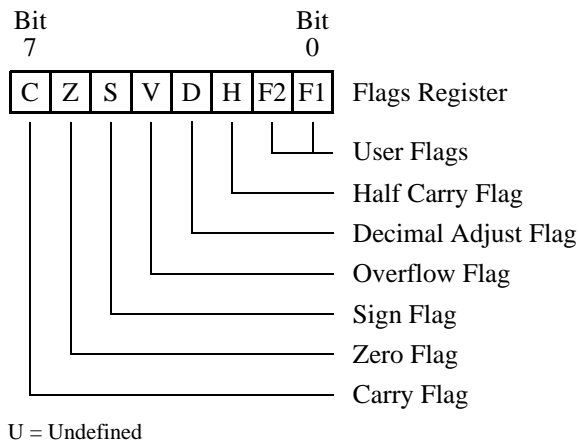 Bit Bit
7 0
C Z S V D H F2 F1 Flags Register
User Flags
Half Carry Flag
Decimal Adjust Flag
Overflow Flag
Sign Flag
Zero Flag
Carry Flag
U = Undefined